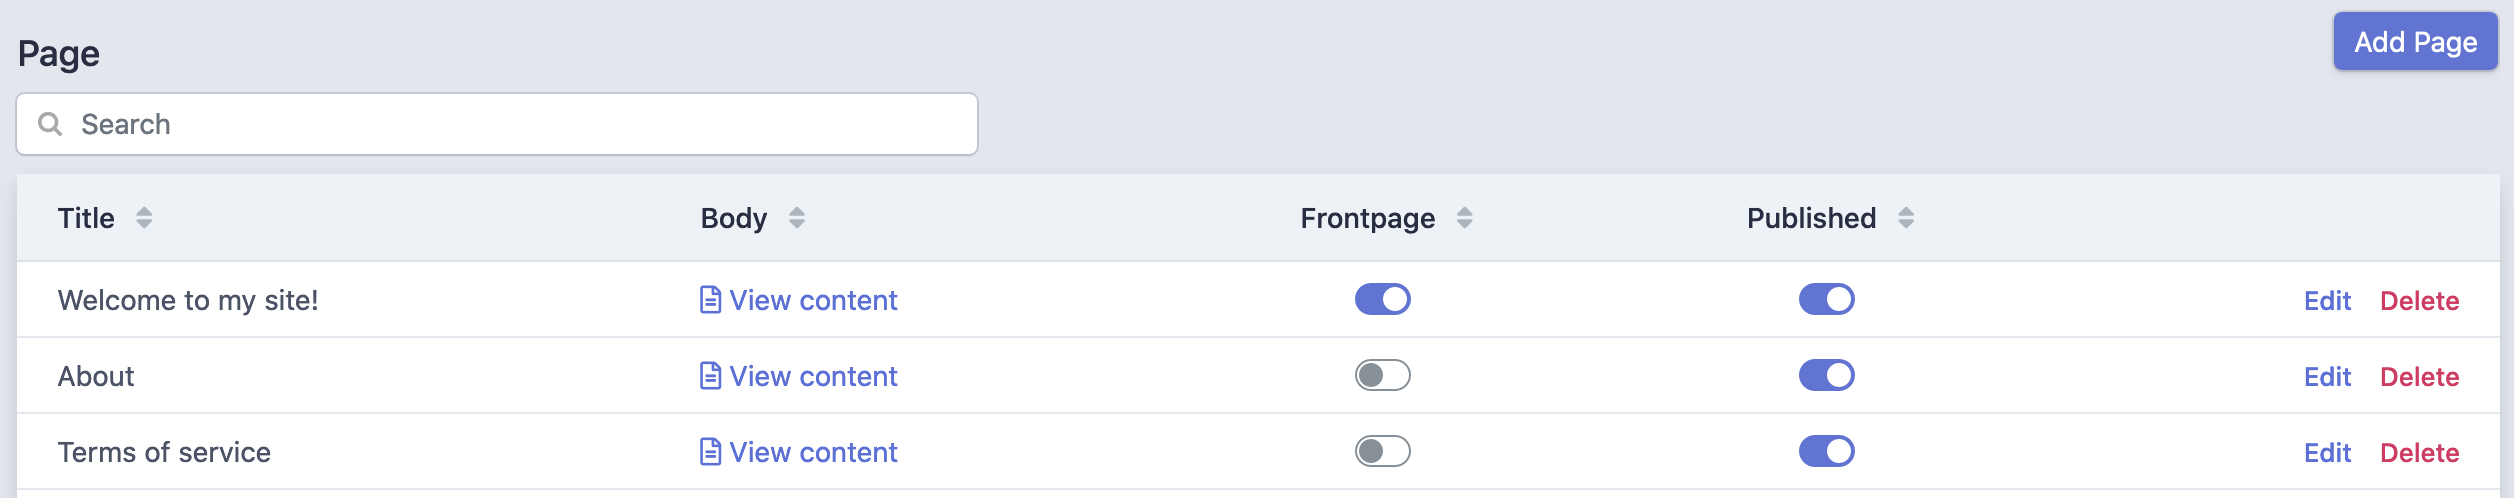 Page
Add Page
Search
Title Body Frontpage Published
Welcome to my site! View content Edit Delete
About View content Edit Delete
Terms of service View content Edit Delete